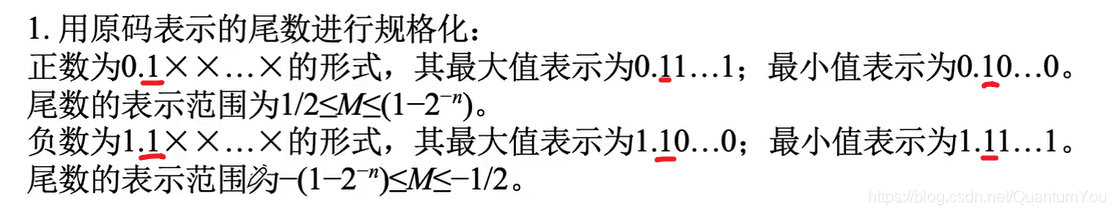 1. 用原码表示的尾数进行规格化：
正数为0.1××…×的形式，其最大值表示为0.11…1；最小值表示为0.10…0。
尾数的表示范围为1/2≤M≤(1−2⁻ⁿ)。
负数为1.1××…×的形式，其最大值表示为1.10…0；最小值表示为1.11…1。
尾数的表示范围为−(1−2⁻ⁿ)≤M≤−1/2。
https://blog.csdn.net/QuantumYou